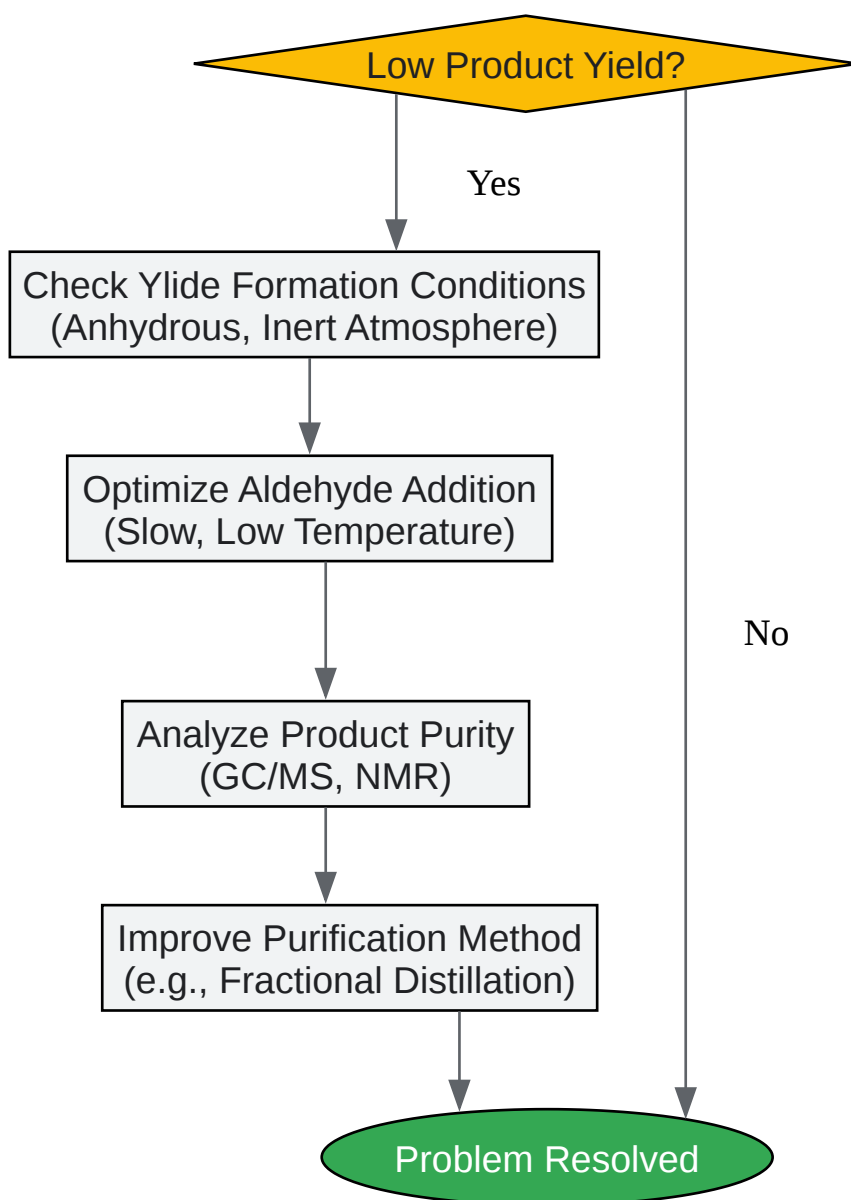 Low Product Yield?
Yes
Check Ylide Formation Conditions
(Anhydrous, Inert Atmosphere)
Optimize Aldehyde Addition
(Slow, Low Temperature)
No
Analyze Product Purity
(GC/MS, NMR)
Improve Purification Method
(e.g., Fractional Distillation)
Problem Resolved